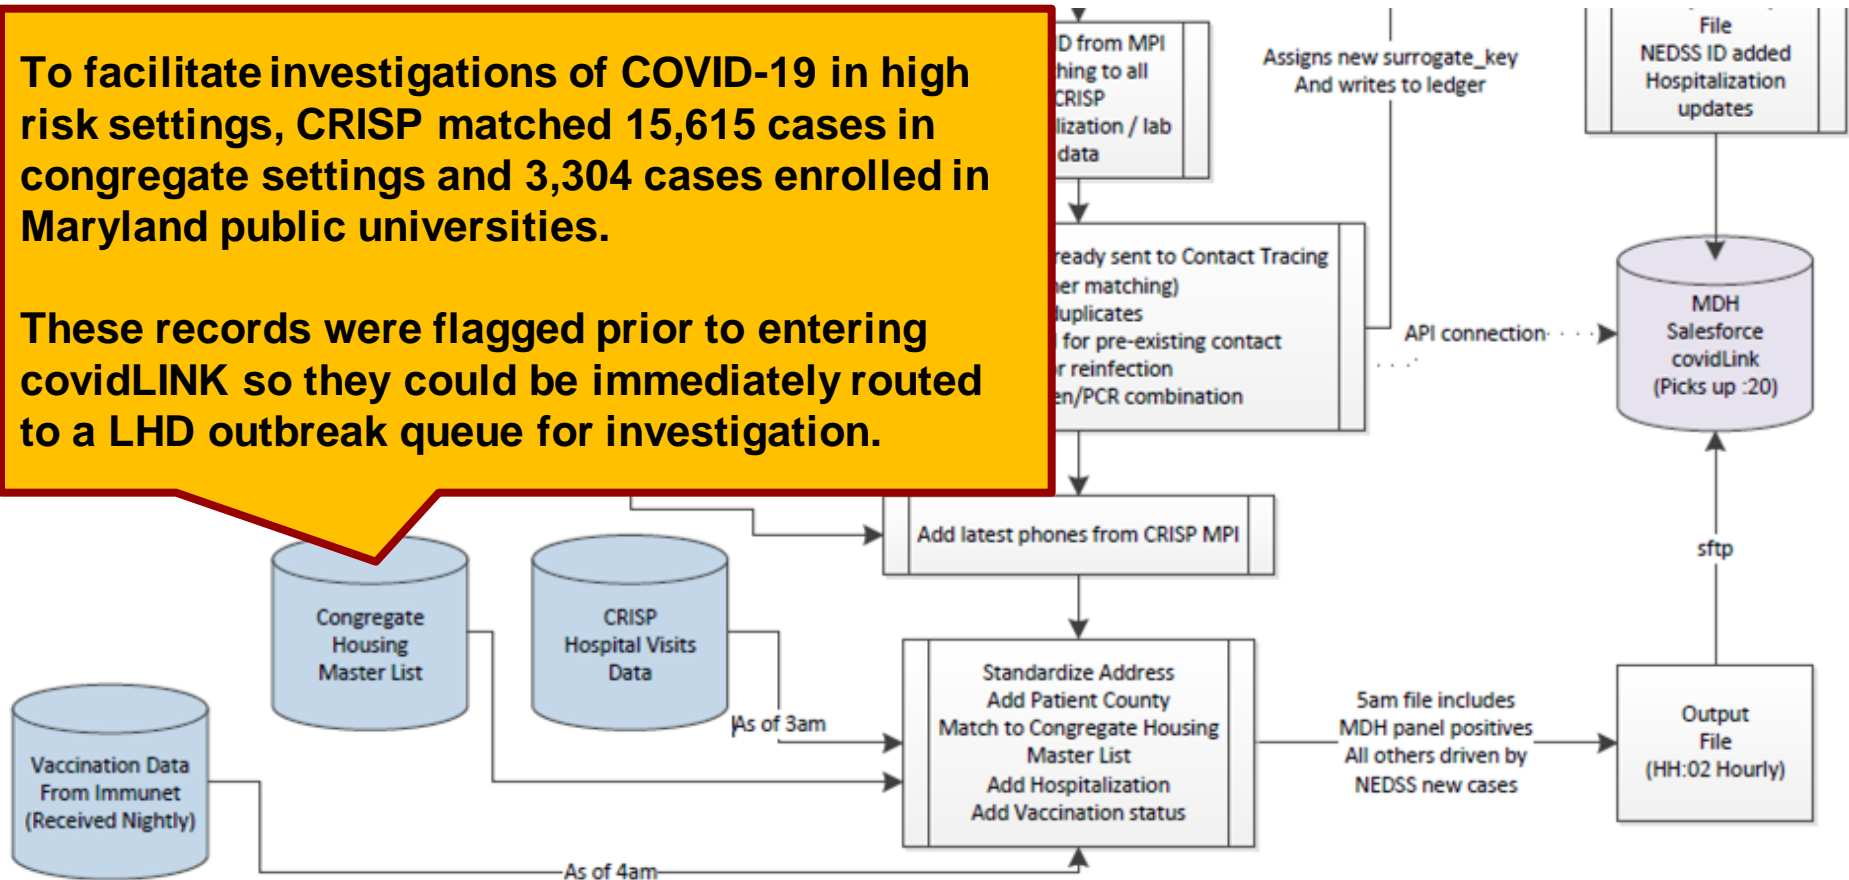 To facilitate investigations of COVID-19 in high
risk settings, CRISP matched 15,615 cases in
congregate settings and 3,304 cases enrolled in
Maryland public universities.
These records were flagged prior to entering
covidLINK so they could be immediately routed
to a LHD outbreak queue for investigation.
ID from MPI
hing to all
CRISP
lization / lab
data
Assigns new surrogate_key
And writes to ledger
File
NEDSS ID added
Hospitalization
updates
ready sent to Contact Tracing
her matching)
duplicates
for pre-existing contact
r reinfection
en/PCR combination
API connection
MDH
Salesforce
covidLink
(Picks up :20)
Add latest phones from CRISP MPI
sftp
Congregate
Housing
Master List
CRISP
Hospital Visits
Data
As of 3am
Vaccination Data
From Immunet
(Received Nightly)
As of 4am
Standardize Address
Add Patient County
Match to Congregate Housing
Master List
Add Hospitalization
Add Vaccination status
5am file includes
MDH panel positives
All others driven by
NEDSS new cases
Output
File
(HH:02 Hourly)